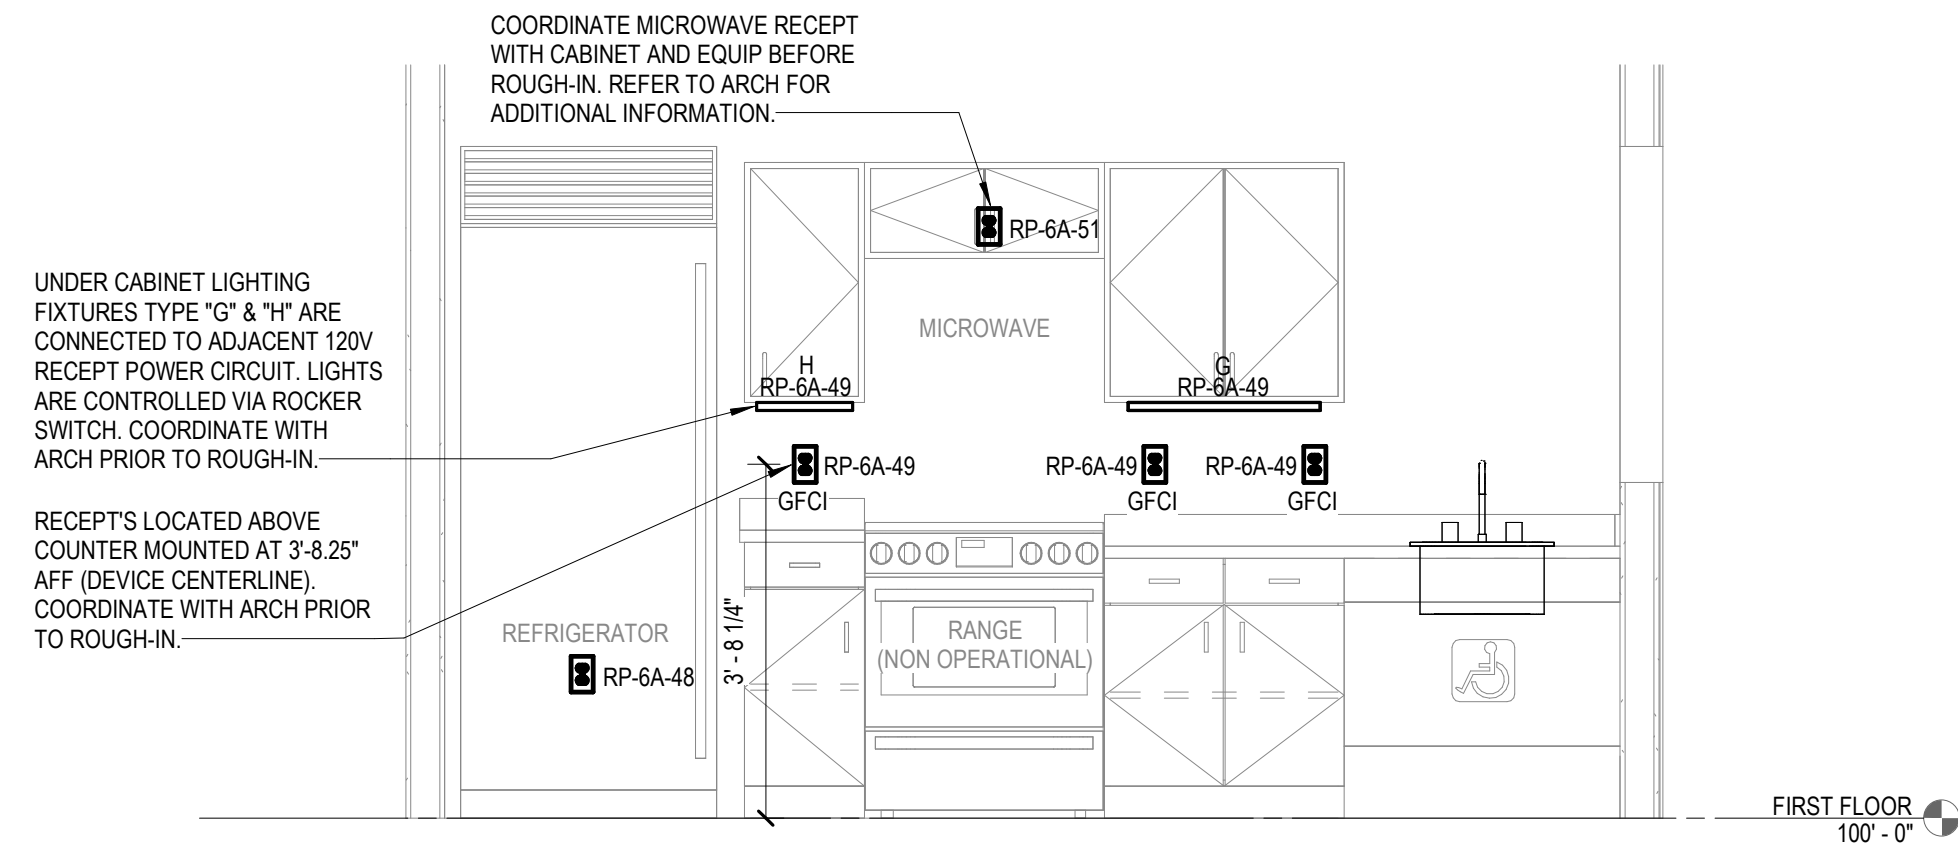 COORDINATE MICROWAVE RECEPT
WITH CABINET AND EQUIP BEFORE
ROUGH-IN. REFER TO ARCH FOR
ADDITIONAL INFORMATION.
RP-6A-51
UNDER CABINET LIGHTING
FIXTURES TYPE "G" & "H" ARE
CONNECTED TO ADJACENT 120V
RECEPT POWER CIRCUIT. LIGHTS
ARE CONTROLLED VIA ROCKER
SWITCH. COORDINATE WITH
ARCH PRIOR TO ROUGH-IN.
MICROWAVE
H
RP-6A-49
G
RP-6A-49
RP-6A-49
GFCI
RP-6A-49
GFCI
RP-6A-49
GFCI
RECEPT'S LOCATED ABOVE
COUNTER MOUNTED AT 3'-8.25"
AFF (DEVICE CENTERLINE).
COORDINATE WITH ARCH PRIOR
TO ROUGH-IN.
REFRIGERATOR
RP-6A-48
3' - 8 1/4"
RANGE
(NON OPERATIONAL)
FIRST FLOOR
100' - 0"